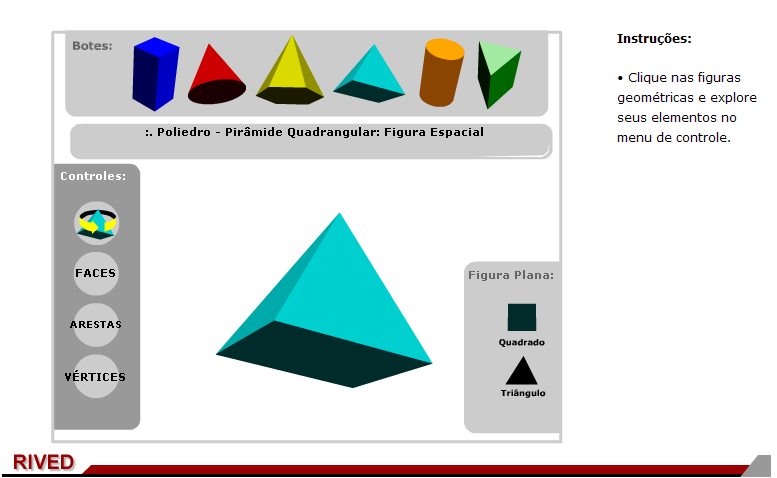 Botes:
:. Poliedro - Pirâmide Quadrangular: Figura Espacial
Controles:
FACES
ARESTAS
VÉRTICES
Figura Plana:
Quadrado
Triângulo
Instruções:
• Clique nas figuras
geométricas e explore
seus elementos no
menu de controle.
RIVED